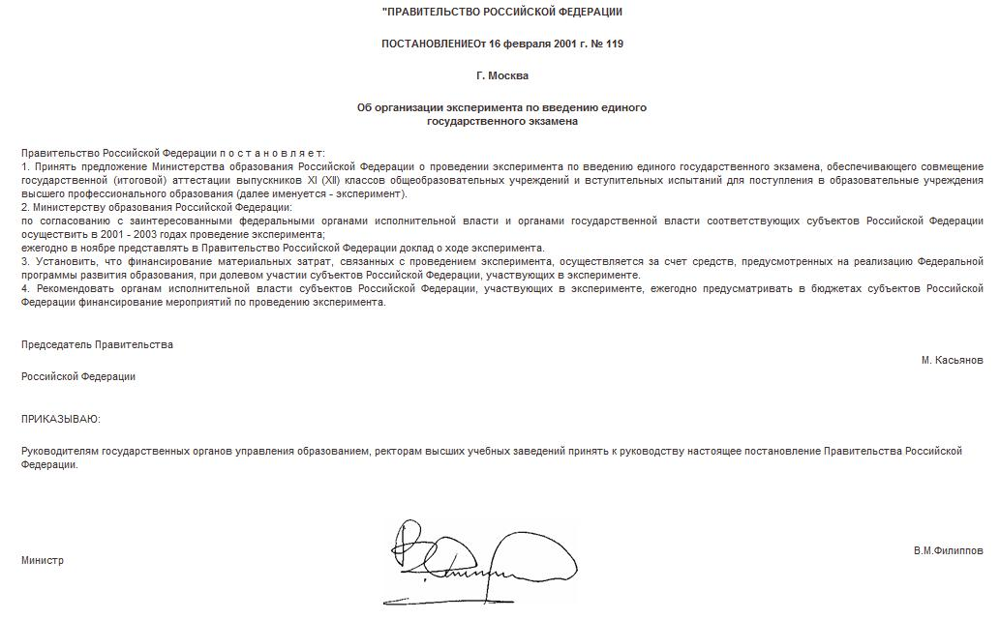 "ПРАВИТЕЛЬСТВО РОССИЙСКОЙ ФЕДЕРАЦИИ
ПОСТАНОВЛЕНИЕОт 16 февраля 2001 г. № 119
Г. Москва
Об организации эксперимента по введению единого
государственного экзамена
Правительство Российской Федерации п о с т а н о в л я е т:
1. Принять предложение Министерства образования Российской Федерации о проведении эксперимента по введению единого государственного экзамена, обеспечивающего совмещение
государственной (итоговой) аттестации выпускников XI (XII) классов общеобразовательных учреждений и вступительных испытаний для поступления в образовательные учреждения
высшего профессионального образования (далее именуется - эксперимент).
2. Министерству образования Российской Федерации:
по согласованию с заинтересованными федеральными органами исполнительной власти и органами государственной власти соответствующих субъектов Российской Федерации
осуществить в 2001 - 2003 годах проведение эксперимента;
ежегодно в ноябре представлять в Правительство Российской Федерации доклад о ходе эксперимента.
3. Установить, что финансирование материальных затрат, связанных с проведением эксперимента, осуществляется за счет средств, предусмотренных на реализацию Федеральной
программы развития образования, при долевом участии субъектов Российской Федерации, участвующих в эксперименте.
4. Рекомендовать органам исполнительной власти субъектов Российской Федерации, участвующих в эксперименте, ежегодно предусматривать в бюджетах субъектов Российской
Федерации финансирование мероприятий по проведению эксперимента.
Председатель Правительства
М. Касьянов
Российской Федерации
ПРИКАЗЫВАЮ:
Руководителям государственных органов управления образованием, ректорам высших учебных заведений принять к руководству настоящее постановление Правительства Российской
Федерации.
В.М.Филиппов
Министр